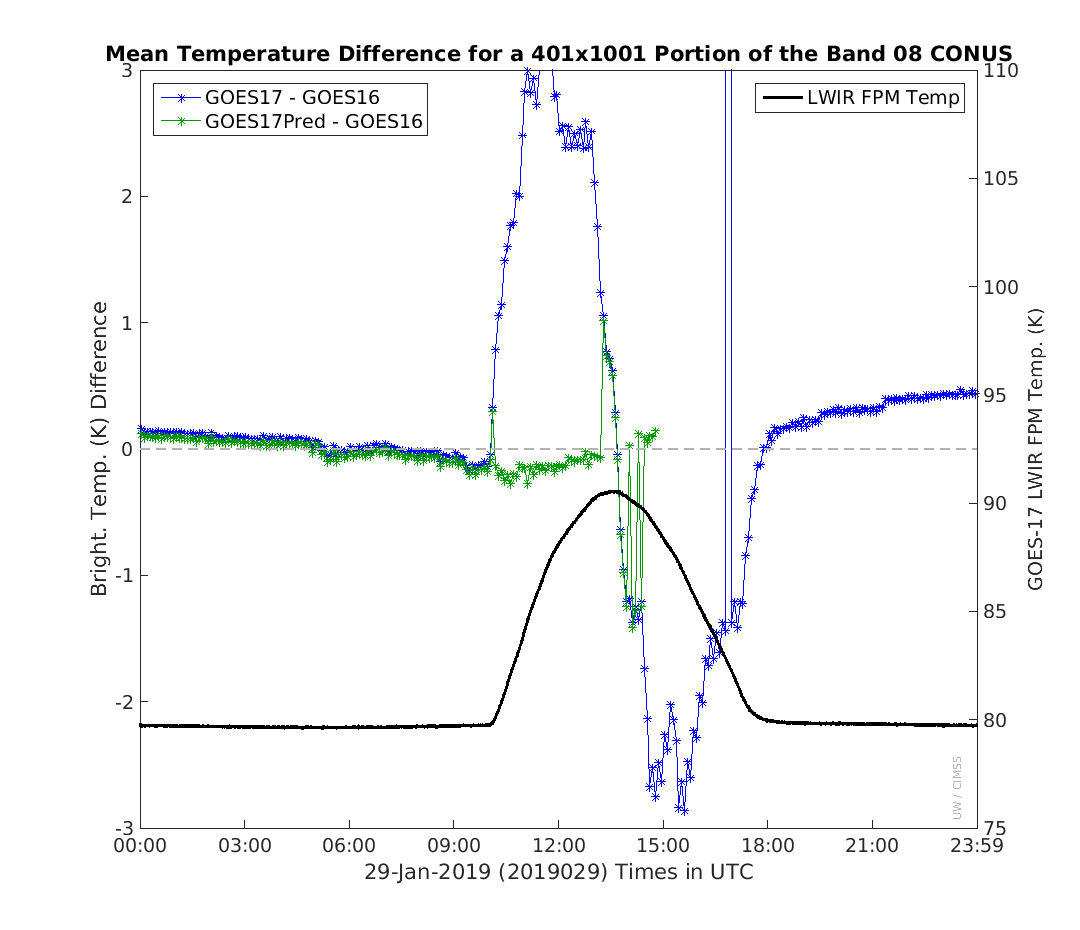 Mean Temperature Difference for a 401x1001 Portion of the Band 08 CONUS
GOES17 - GOES16
GOES17Pred - GOES16
LWIR FPM Temp
Bright. Temp. (K) Difference
3
2
1
0
-1
-2
-3
110
105
100
95
90
85
80
75
GOES-17 LWIR FPM Temp. (K)
UW / CIMSS
00:00 03:00 06:00 09:00 12:00 15:00 18:00 21:00 23:59
29-Jan-2019 (2019029) Times in UTC